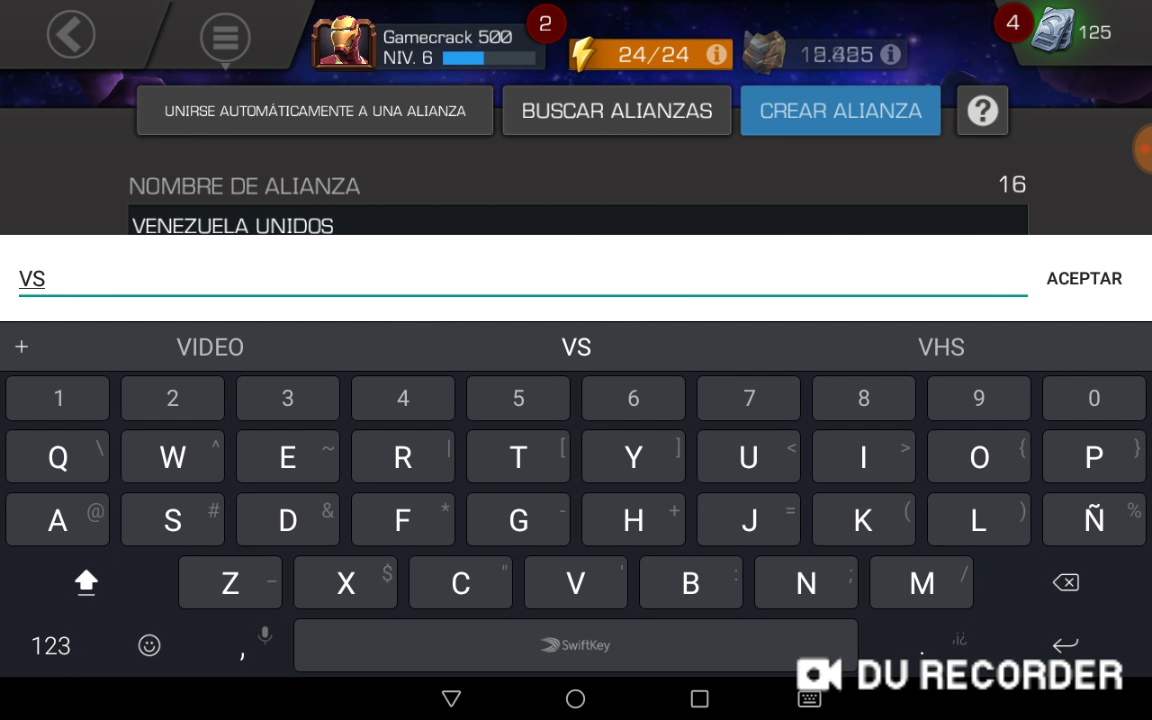 Gamecrack 500
2
NIV. 6
24/24
4
125
UNIRSE AUTOMÁTICAMENTE A UNA ALIANZA
BUSCAR ALIANZAS
CREAR ALIANZA
?
NOMBRE DE ALIANZA
16
VENEZUELA UNIDOS
VS
ACEPTAR
+ VIDEO VS VHS
1 2 3 4 5 6 7 8 9 0
Q \ W ^ E ~ R | T [ Y ] U < I > O { P }
A @ S # D & F * G - H + J = K ( L ) Ñ %
Z _ X $ C " V ' B : N ; M /
123 , SwiftKey . ,¡¿
DU RECORDER